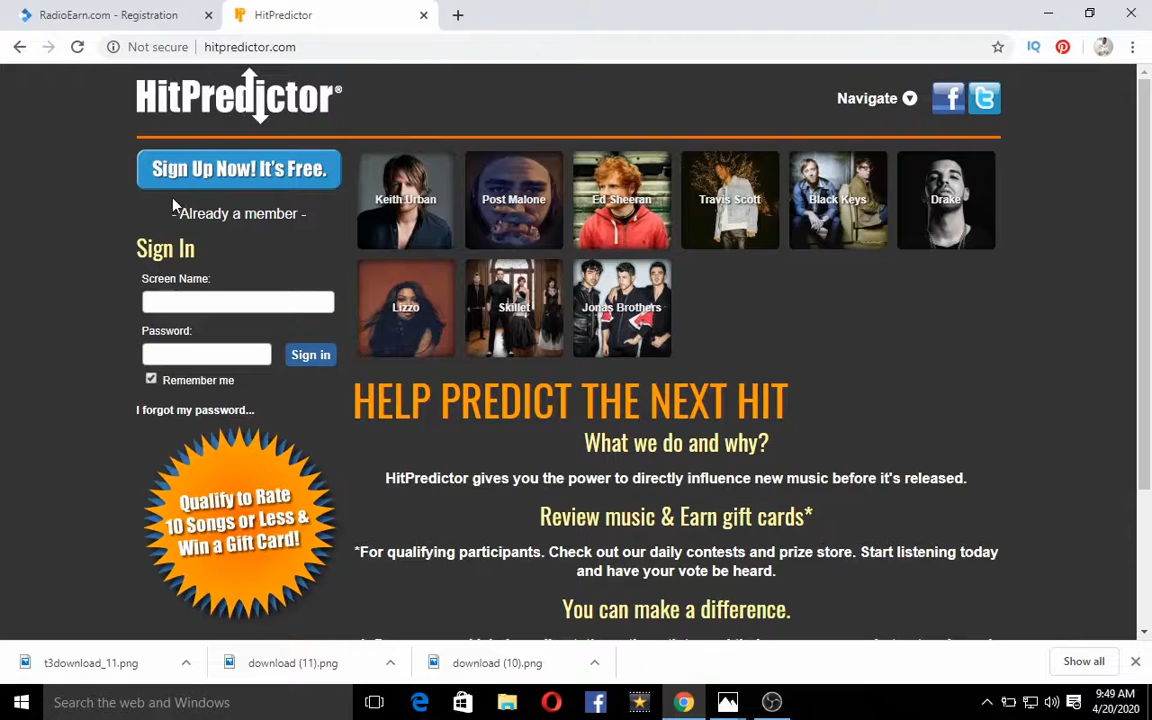 RadioEarn.com - Registration
HitPredictor
Not secure
hitpredictor.com
HitPredictor®
Navigate
Sign Up Now! It's Free.
- Already a member -
Sign In
Screen Name:
Password:
Sign in
Remember me
I forgot my password...
Qualify to Rate
10 Songs or Less &
Win a Gift Card!
Keith Urban
Post Malone
Ed Sheeran
Travis Scott
Black Keys
Drake
Lizzo
Skillet
Jonas Brothers
HELP PREDICT THE NEXT HIT
What we do and why?
HitPredictor gives you the power to directly influence new music before it's released.
Review music & Earn gift cards*
*For qualifying participants. Check out our daily contests and prize store. Start listening today
and have your vote be heard.
You can make a difference.
t3download_11.png
download (11).png
download (10).png
Show all
Search the web and Windows
9:49 AM
4/20/2020